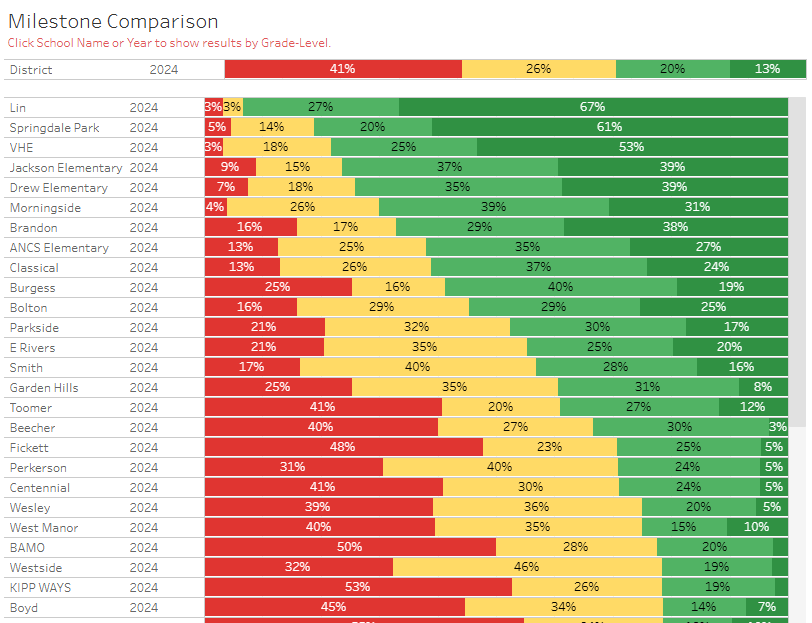 Milestone Comparison
Click School Name or Year to show results by Grade-Level.
District 2024 41% 26% 20% 13%
Lin 2024 3% 3% 27% 67%
Springdale Park 2024 5% 14% 20% 61%
VHE 2024 3% 18% 25% 53%
Jackson Elementary 2024 9% 15% 37% 39%
Drew Elementary 2024 7% 18% 35% 39%
Morningside 2024 4% 26% 39% 31%
Brandon 2024 16% 17% 29% 38%
ANCS Elementary 2024 13% 25% 35% 27%
Classical 2024 13% 26% 37% 24%
Burgess 2024 25% 16% 40% 19%
Bolton 2024 16% 29% 29% 25%
Parkside 2024 21% 32% 30% 17%
E Rivers 2024 21% 35% 25% 20%
Smith 2024 17% 40% 28% 16%
Garden Hills 2024 25% 35% 31% 8%
Toomer 2024 41% 20% 27% 12%
Beecher 2024 40% 27% 30% 3%
Fickett 2024 48% 23% 25% 5%
Perkerson 2024 31% 40% 24% 5%
Centennial 2024 41% 30% 24% 5%
Wesley 2024 39% 36% 20% 5%
West Manor 2024 40% 35% 15% 10%
BAMO 2024 50% 28% 20%
Westside 2024 32% 46% 19%
KIPP WAYS 2024 53% 26% 19%
Boyd 2024 45% 34% 14% 7%